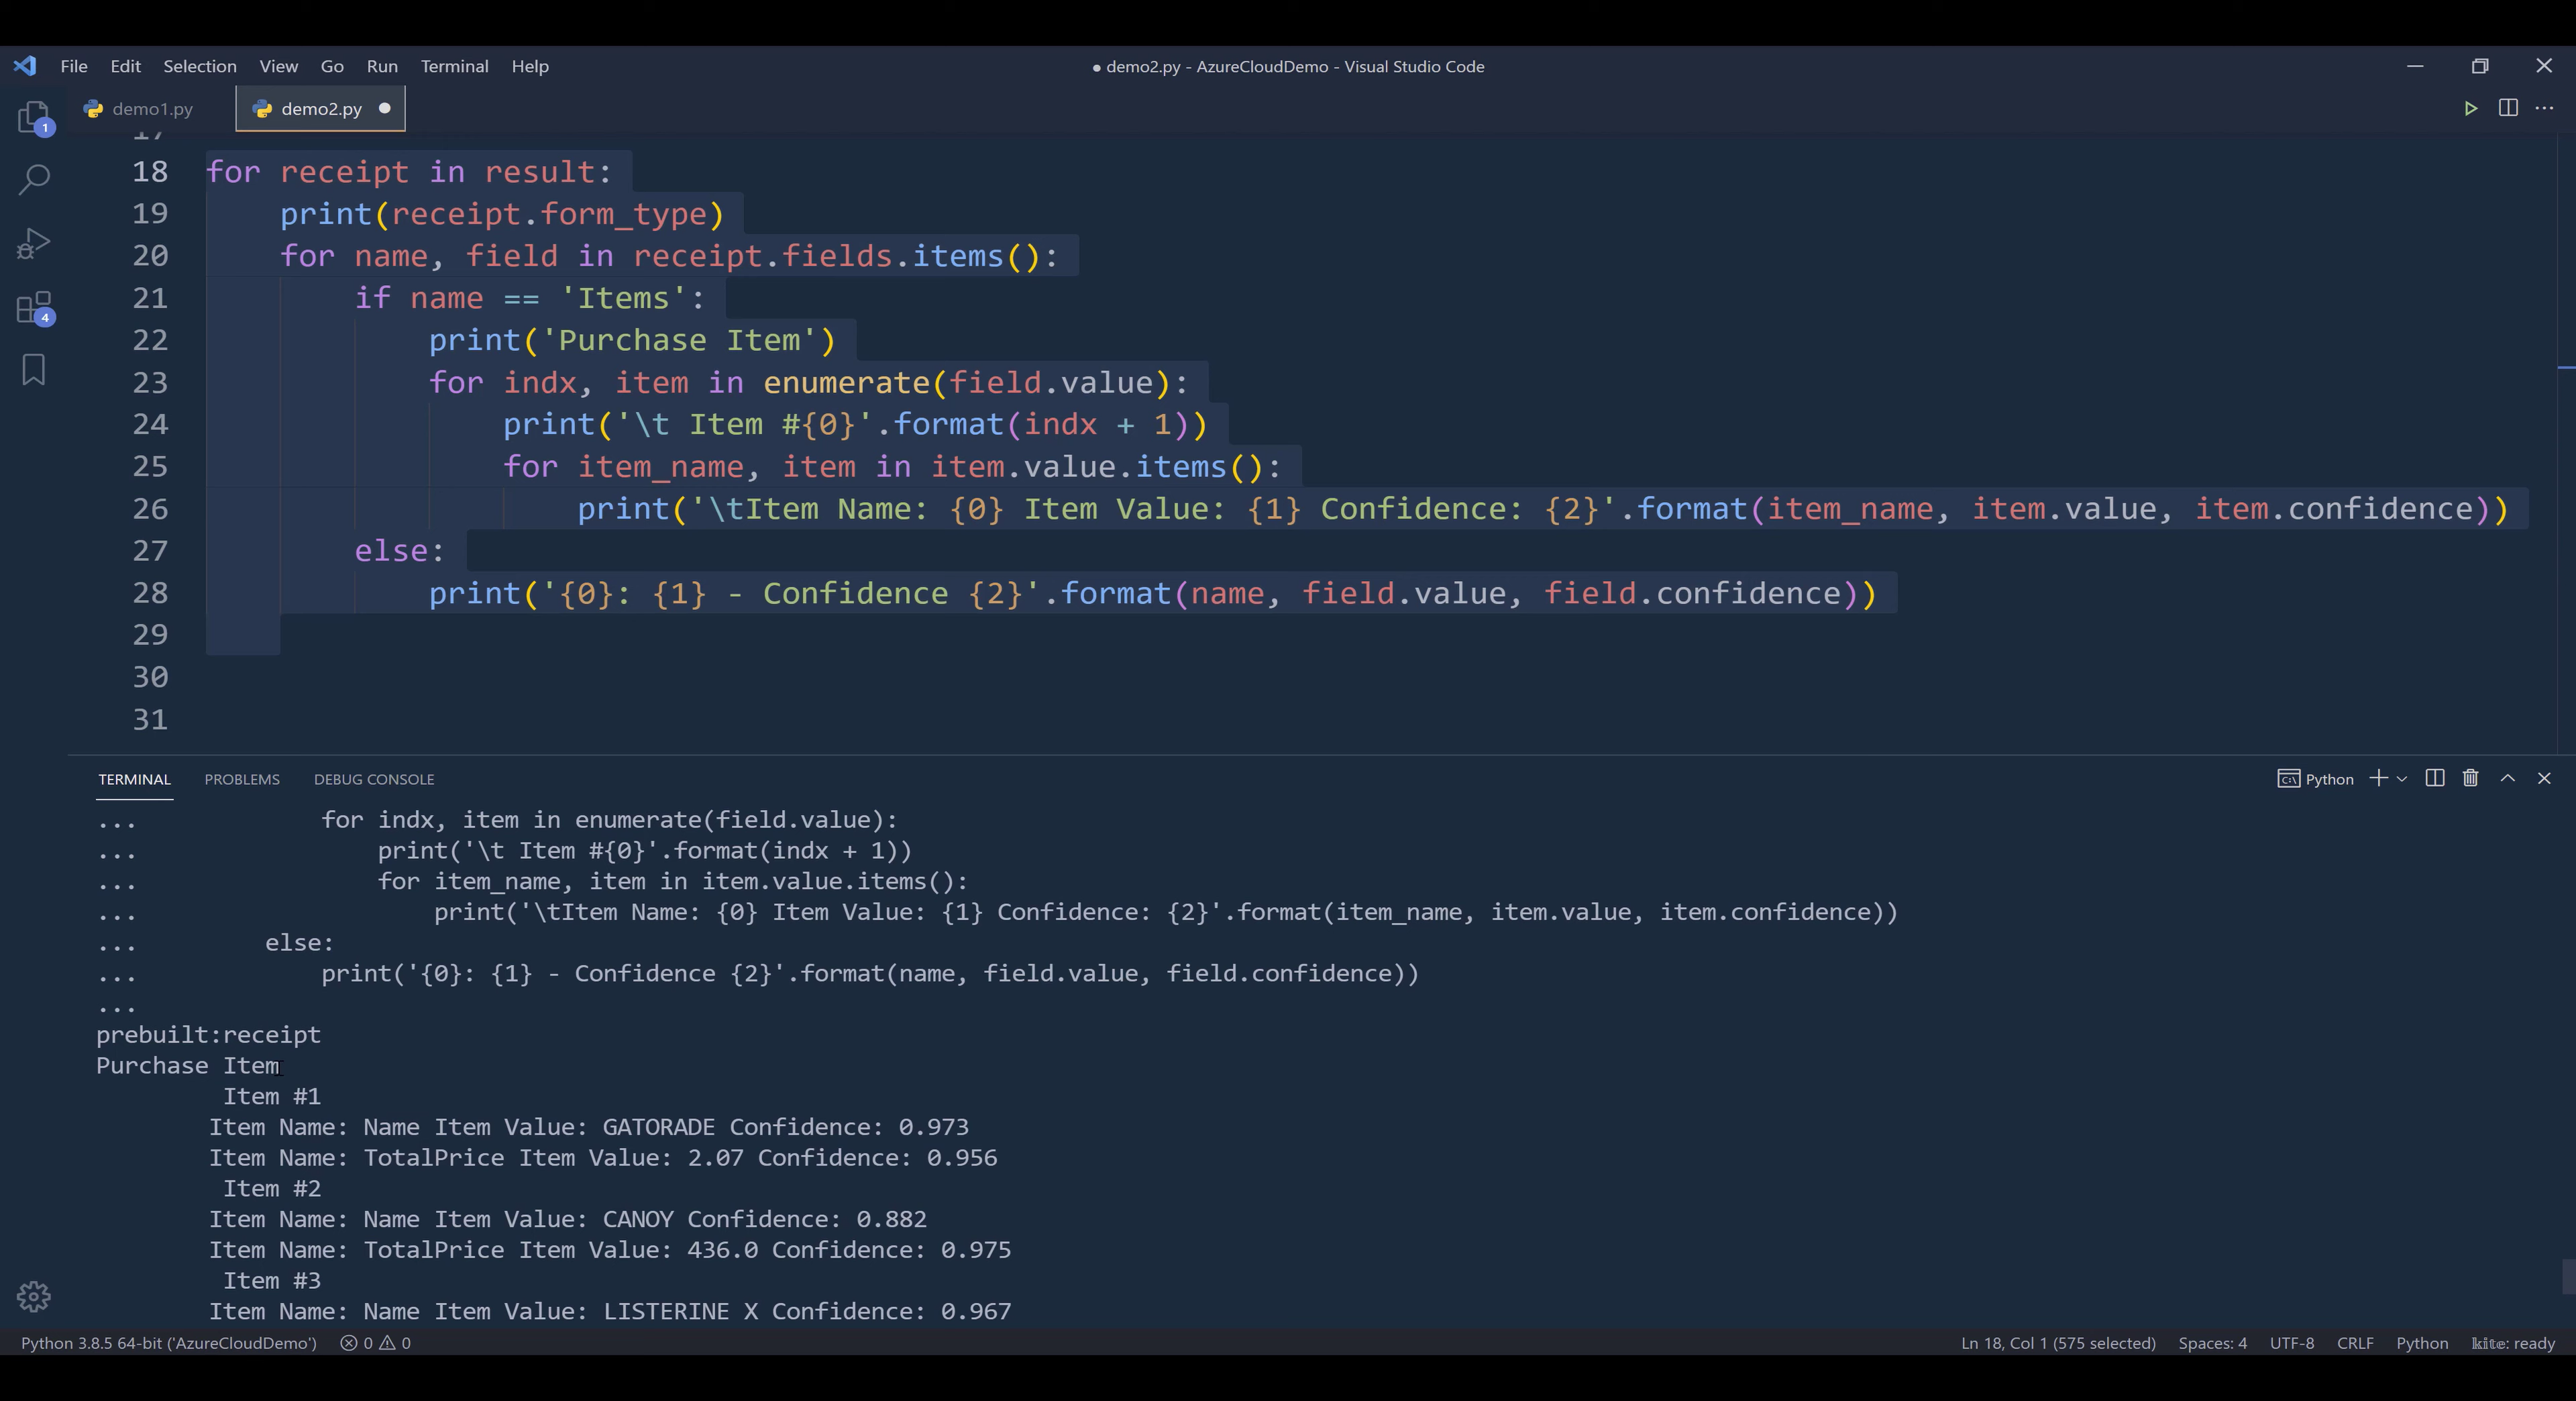 File Edit Selection View Go Run Terminal Help
● demo2.py - AzureCloudDemo - Visual Studio Code
demo1.py demo2.py
1
4
17
18 for receipt in result:
19 print(receipt.form_type)
20 for name, field in receipt.fields.items():
21 if name == 'Items':
22 print('Purchase Item')
23 for indx, item in enumerate(field.value):
24 print('\t Item #{0}'.format(indx + 1))
25 for item_name, item in item.value.items():
26 print('\tItem Name: {0} Item Value: {1} Confidence: {2}'.format(item_name, item.value, item.confidence))
27 else:
28 print('{0}: {1} - Confidence {2}'.format(name, field.value, field.confidence))
29
30
31
TERMINAL PROBLEMS DEBUG CONSOLE
Python
... for indx, item in enumerate(field.value):
... print('\t Item #{0}'.format(indx + 1))
... for item_name, item in item.value.items():
... print('\tItem Name: {0} Item Value: {1} Confidence: {2}'.format(item_name, item.value, item.confidence))
... else:
... print('{0}: {1} - Confidence {2}'.format(name, field.value, field.confidence))
...
prebuilt:receipt
Purchase Item
Item #1
Item Name: Name Item Value: GATORADE Confidence: 0.973
Item Name: TotalPrice Item Value: 2.07 Confidence: 0.956
Item #2
Item Name: Name Item Value: CANOY Confidence: 0.882
Item Name: TotalPrice Item Value: 436.0 Confidence: 0.975
Item #3
Item Name: Name Item Value: LISTERINE X Confidence: 0.967
Python 3.8.5 64-bit ('AzureCloudDemo') 0 0 Ln 18, Col 1 (575 selected) Spaces: 4 UTF-8 CRLF Python kite: ready